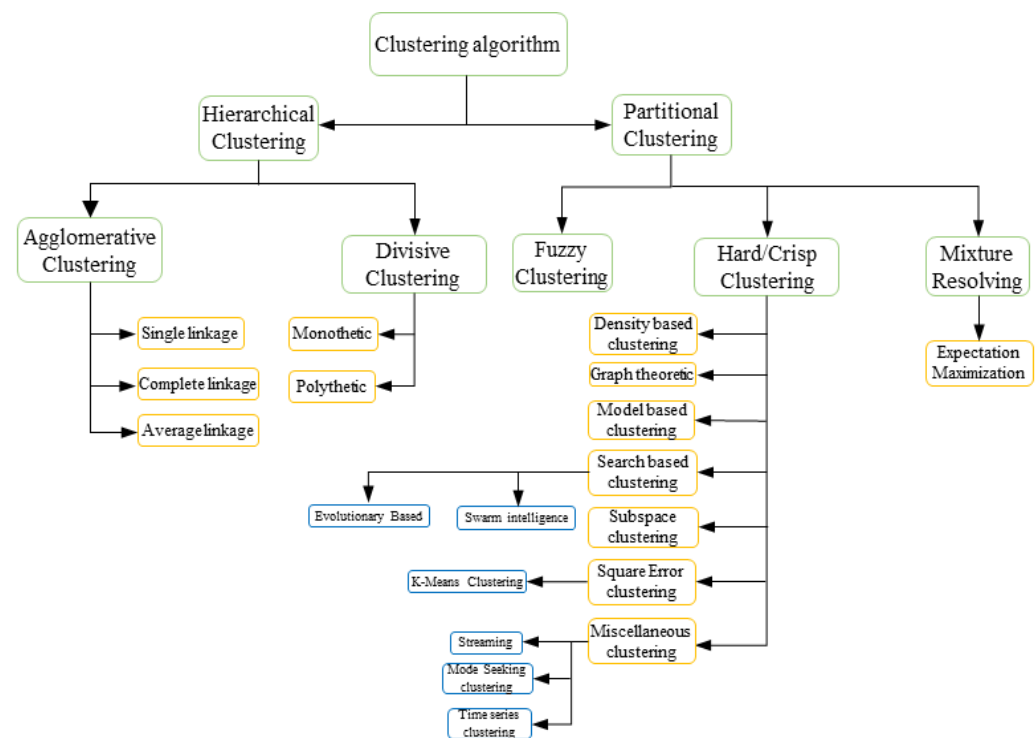 Clustering algorithm
Hierarchical
Clustering
Partitional
Clustering
Agglomerative
Clustering
Divisive
Clustering
Fuzzy
Clustering
Hard/Crisp
Clustering
Mixture
Resolving
Single linkage
Complete linkage
Average linkage
Monothetic
Polythetic
Density based
clustering
Graph theoretic
Model based
clustering
Search based
clustering
Evolutionary Based
Swarm intelligence
Subspace
clustering
Square Error
clustering
K-Means Clustering
Miscellaneous
clustering
Streaming
Mode Seeking
clustering
Time series
clustering
Expectation
Maximization